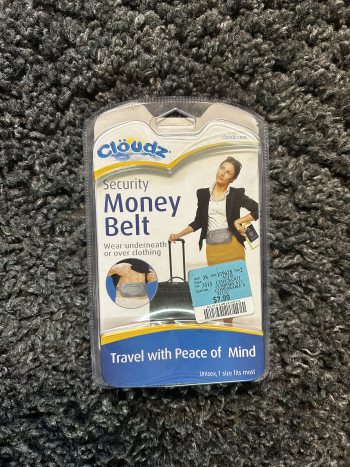 Clöudz
cloudz.com
Security
Money
Belt
Wear underneath
or over clothing
$2.99
Travel with Peace of Mind
Unisex, 1 size fits most